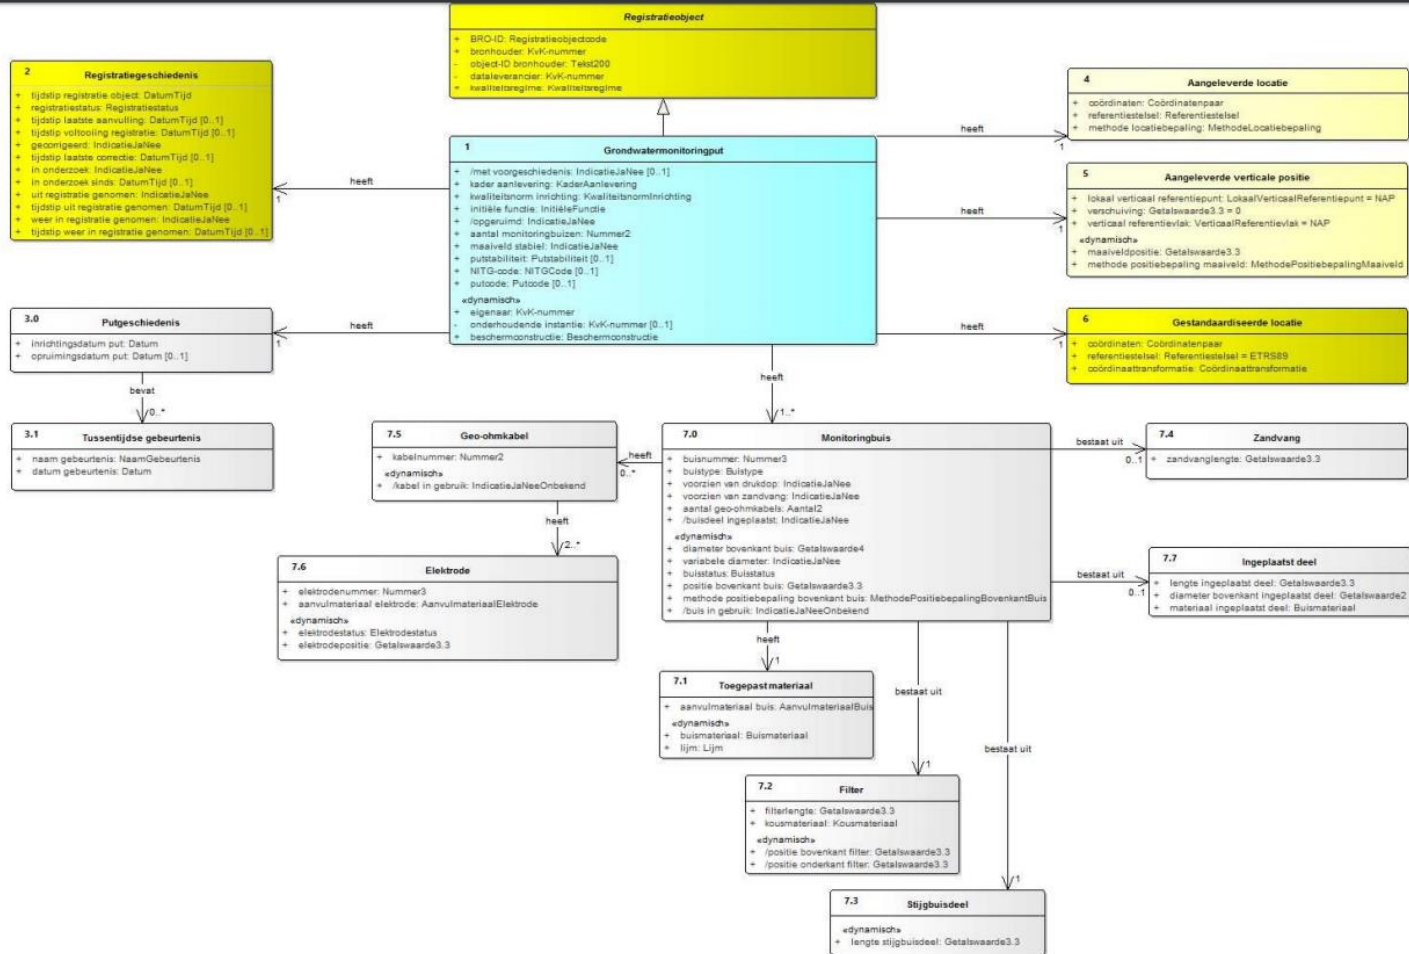 Registratieobject
+ BRO-ID: Registratieobjectcode
+ bronhouder: KvK-nummer
- object-ID bronhouder: Tekst200
- dataleverancier: KvK-nummer
+ kwaliteitsregime: Kwaliteitsregime
2 Registratiegeschiedenis
+ tijdstip registratie object: DatumTijd
+ registratiestatus: Registratiestatus
+ tijdstip laatste aanvulling: DatumTijd [0..1]
+ tijdstip voltooiing registratie: DatumTijd [0..1]
+ gecorrigeerd: IndicatieJaNee
+ tijdstip laatste correctie: DatumTijd [0..1]
+ in onderzoek: IndicatieJaNee
+ in onderzoek sinds: DatumTijd [0..1]
+ uit registratie genomen: IndicatieJaNee
+ tijdstip uit registratie genomen: DatumTijd [0..1]
+ weer in registratie genomen: IndicatieJaNee
+ tijdstip weer in registratie genomen: DatumTijd [0..1]
heeft
1
1 Grondwatermonitoringput
+ /met voorgeschiedenis: IndicatieJaNee [0..1]
+ kader aanlevering: KaderAanlevering
+ kwaliteitsnorm inrichting: KwaliteitsnormInrichting
+ initiële functie: InitiëleFunctie
+ /opgeruimd: IndicatieJaNee
+ aantal monitoringbuizen: Nummer2
+ maaiveld stabiel: IndicatieJaNee
+ putstabiliteit: Putstabiliteit [0..1]
+ NITG-code: NITGCode [0..1]
+ putcode: Putcode [0..1]
«dynamisch»
+ eigenaar: KvK-nummer
- onderhoudende instantie: KvK-nummer [0..1]
+ beschermconstructie: Beschermconstructie
heeft
1
4 Aangeleverde locatie
+ coördinaten: Coördinatenpaar
+ referentiestelsel: Referentiestelsel
+ methode locatiebepaling: MethodeLocatiebepaling
heeft
1
5 Aangeleverde verticale positie
+ lokaal verticaal referentiepunt: LokaalVerticaalReferentiepunt = NAP
+ verschuiving: Getalswaarde3.3 = 0
+ verticaal referentievlak: VerticaalReferentievlak = NAP
«dynamisch»
+ maaiveldpositie: Getalswaarde3.3
+ methode positiebepaling maaiveld: MethodePositiebepalingMaaiveld
heeft
1
6 Gestandaardiseerde locatie
+ coördinaten: Coördinatenpaar
+ referentiestelsel: Referentiestelsel = ETRS89
+ coördinaattransformatie: Coördinaattransformatie
heeft
1
3.0 Putgeschiedenis
+ inrichtingsdatum put: Datum
+ opruimingsdatum put: Datum [0..1]
bevat
0..*
3.1 Tussentijdse gebeurtenis
+ naam gebeurtenis: NaamGebeurtenis
+ datum gebeurtenis: Datum
heeft
1..*
7.0 Monitoringbuis
+ buisnummer: Nummer3
+ buistype: Buistype
+ voorzien van drukdop: IndicatieJaNee
+ voorzien van zandvang: IndicatieJaNee
+ aantal geo-ohmkabels: Aantal2
+ /buisdeel ingeplaatst: IndicatieJaNee
«dynamisch»
+ diameter bovenkant buis: Getalswaarde4
+ variabele diameter: IndicatieJaNee
+ buisstatus: Buisstatus
+ positie bovenkant buis: Getalswaarde3.3
+ methode positiebepaling bovenkant buis: MethodePositiebepalingBovenkantBuis
+ /buis in gebruik: IndicatieJaNeeOnbekend
heeft
0..*
7.5 Geo-ohmkabel
+ kabelnummer: Nummer2
«dynamisch»
+ /kabel in gebruik: IndicatieJaNeeOnbekend
heeft
2..*
7.6 Elektrode
+ elektrodenummer: Nummer3
+ aanvulmateriaal elektrode: AanvulmateriaalElektrode
«dynamisch»
+ elektrodestatus: Elektrodestatus
+ elektrodepositie: Getalswaarde3.3
bestaat uit
0..1
7.4 Zandvang
+ zandvanglengte: Getalswaarde3.3
bestaat uit
0..1
7.7 Ingeplaatst deel
+ lengte ingeplaatst deel: Getalswaarde3.3
+ diameter bovenkant ingeplaatst deel: Getalswaarde2
+ materiaal ingeplaatst deel: Buismateriaal
heeft
1
7.1 Toegepast materiaal
+ aanvulmateriaal buis: AanvulmateriaalBuis
«dynamisch»
+ buismateriaal: Buismateriaal
+ lijm: Lijm
bestaat uit
1
7.2 Filter
+ filterlengte: Getalswaarde3.3
+ kousmateriaal: Kousmateriaal
«dynamisch»
+ /positie bovenkant filter: Getalswaarde3.3
+ /positie onderkant filter: Getalswaarde3.3
bestaat uit
1
7.3 Stijgbuisdeel
«dynamisch»
+ lengte stijgbuisdeel: Getalswaarde3.3